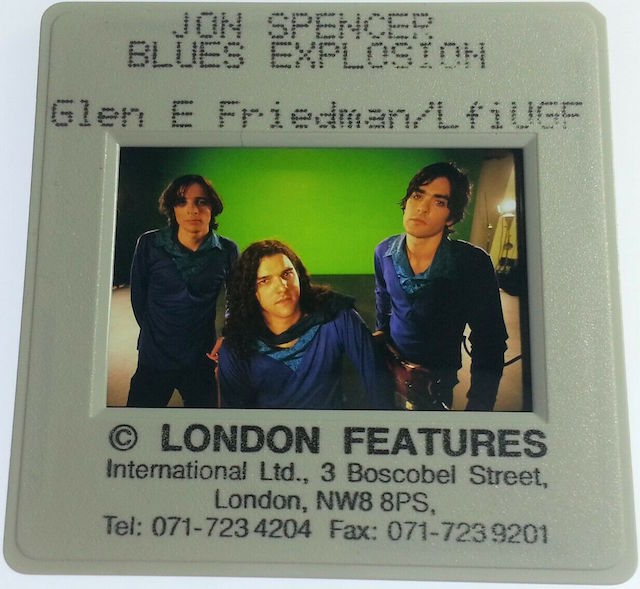 JON SPENCER
BLUES EXPLOSION
Glen E Friedman/LfiUGF
© LONDON FEATURES
International Ltd., 3 Boscobel Street,
London, NW8 8PS,
Tel: 071-723 4204 Fax: 071-723 9201